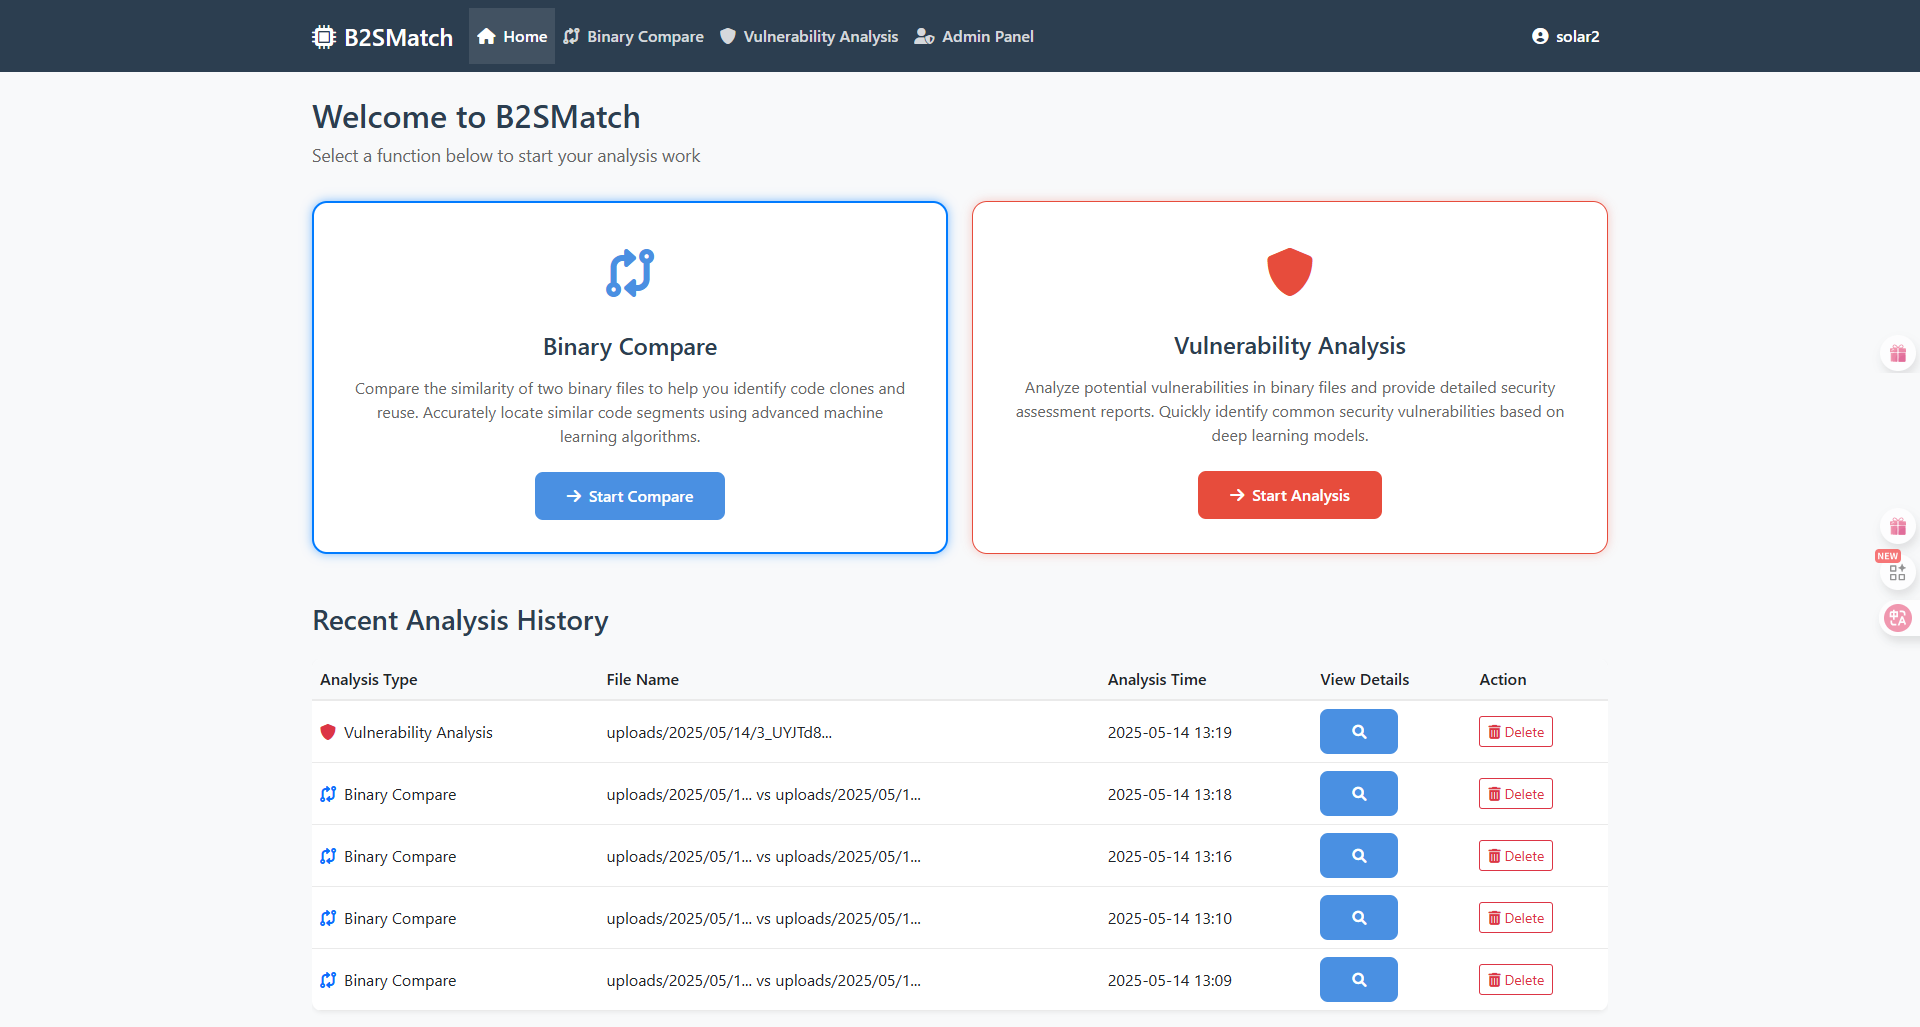 B2SMatch Home Binary Compare Vulnerability Analysis Admin Panel solar2
Welcome to B2SMatch
Select a function below to start your analysis work
Binary Compare
Compare the similarity of two binary files to help you identify code clones and
reuse. Accurately locate similar code segments using advanced machine
learning algorithms.
Start Compare
Vulnerability Analysis
Analyze potential vulnerabilities in binary files and provide detailed security
assessment reports. Quickly identify common security vulnerabilities based on
deep learning models.
Start Analysis
NEW
Recent Analysis History
Analysis Type File Name Analysis Time View Details Action
Vulnerability Analysis uploads/2025/05/14/3_UYJTd8... 2025-05-14 13:19 Delete
Binary Compare uploads/2025/05/1... vs uploads/2025/05/1... 2025-05-14 13:18 Delete
Binary Compare uploads/2025/05/1... vs uploads/2025/05/1... 2025-05-14 13:16 Delete
Binary Compare uploads/2025/05/1... vs uploads/2025/05/1... 2025-05-14 13:10 Delete
Binary Compare uploads/2025/05/1... vs uploads/2025/05/1... 2025-05-14 13:09 Delete